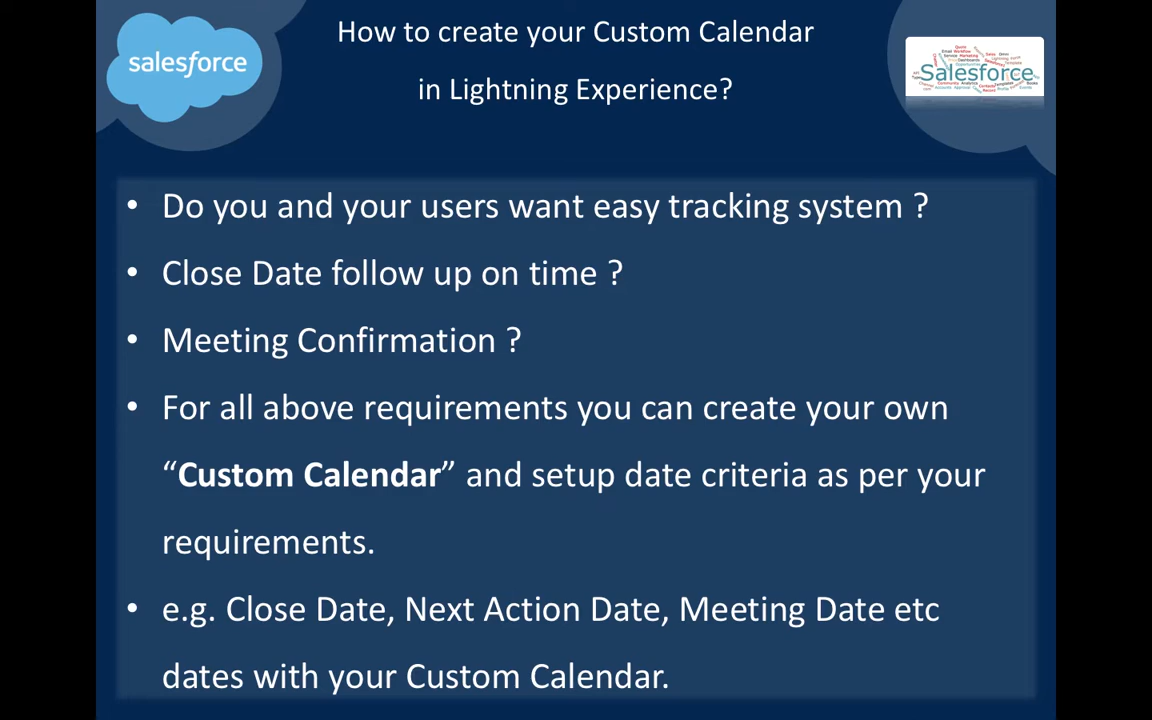 How to create your Custom Calendar
in Lightning Experience?
salesforce
Salesforce
• Do you and your users want easy tracking system ?
• Close Date follow up on time ?
• Meeting Confirmation ?
• For all above requirements you can create your own
“Custom Calendar” and setup date criteria as per your
requirements.
• e.g. Close Date, Next Action Date, Meeting Date etc
dates with your Custom Calendar.